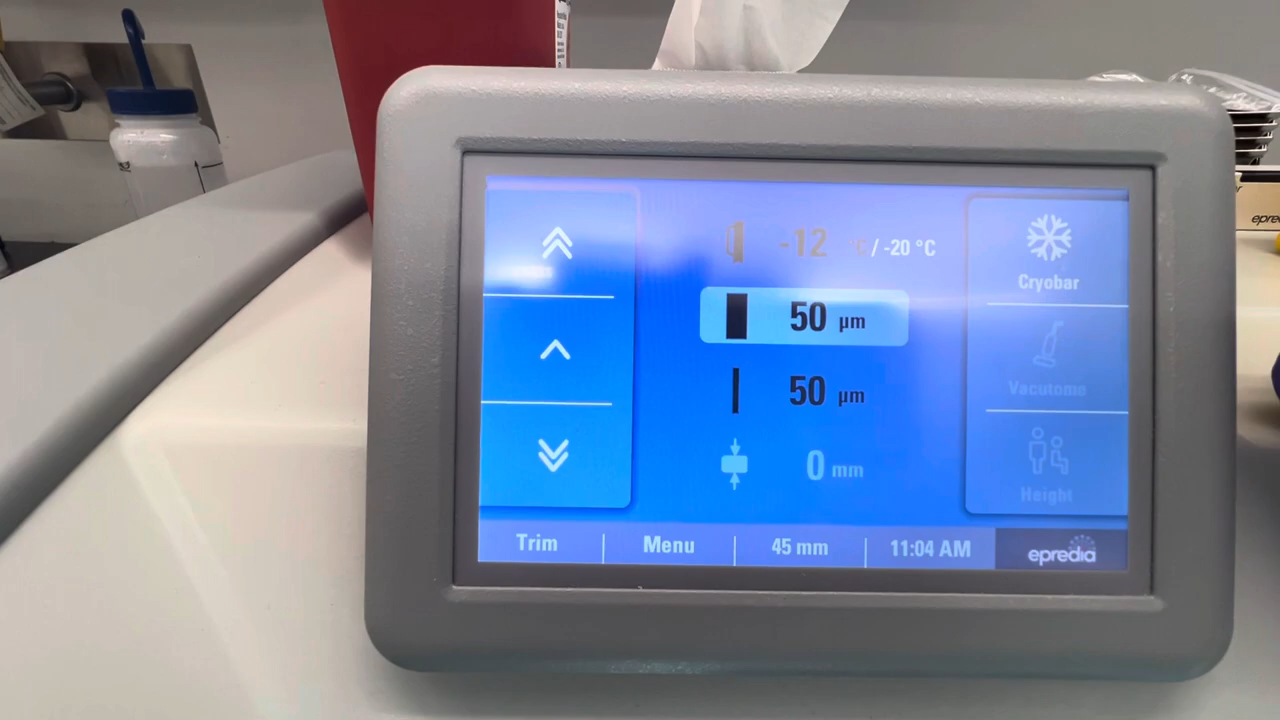 -12 °C / -20 °C
50 µm
50 µm
0 mm
Cryobar
Vacutome
Height
Trim
Menu
45 mm
11:04 AM
epredia
epre